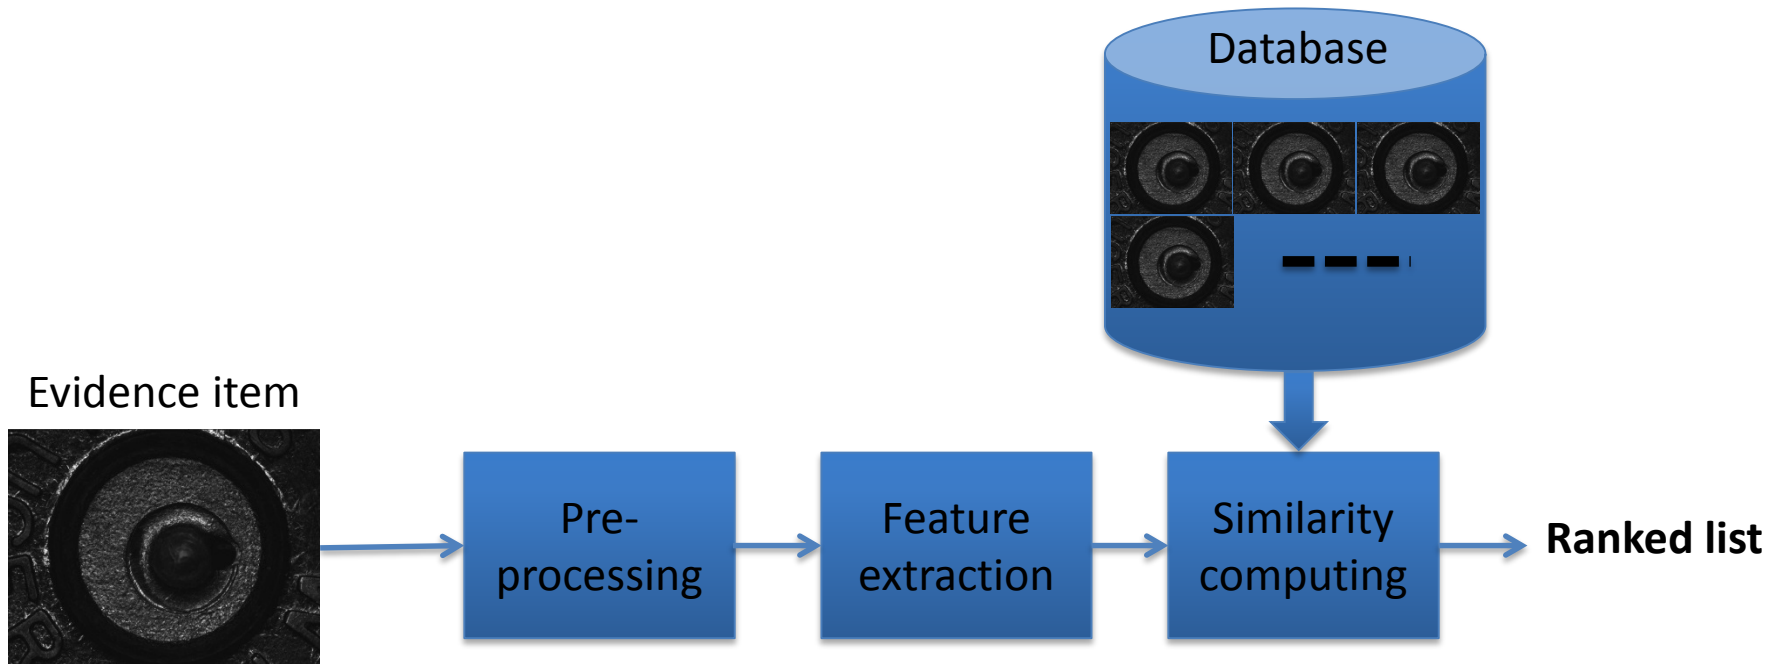 Database
Evidence item
Pre-
processing
Feature
extraction
Similarity
computing
Ranked list